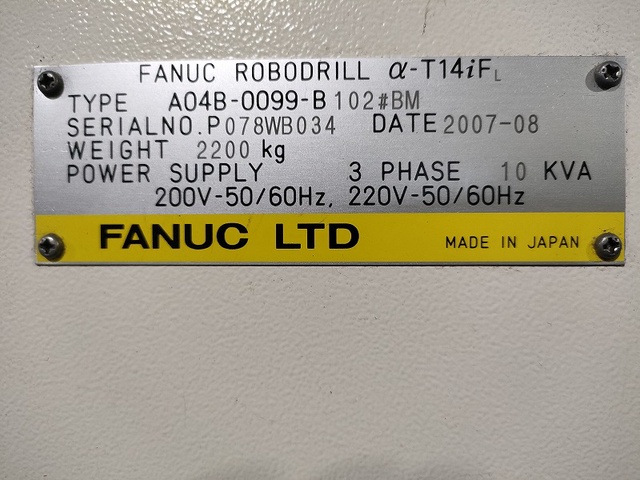 FANUC ROBODRILL α-T14iFL
TYPE A04B-0099-B102#BM
SERIALNO.P078WB034 DATE 2007-08
WEIGHT 2200 kg
POWER SUPPLY 3 PHASE 10 KVA
200V-50/60Hz, 220V-50/60Hz
FANUC LTD MADE IN JAPAN